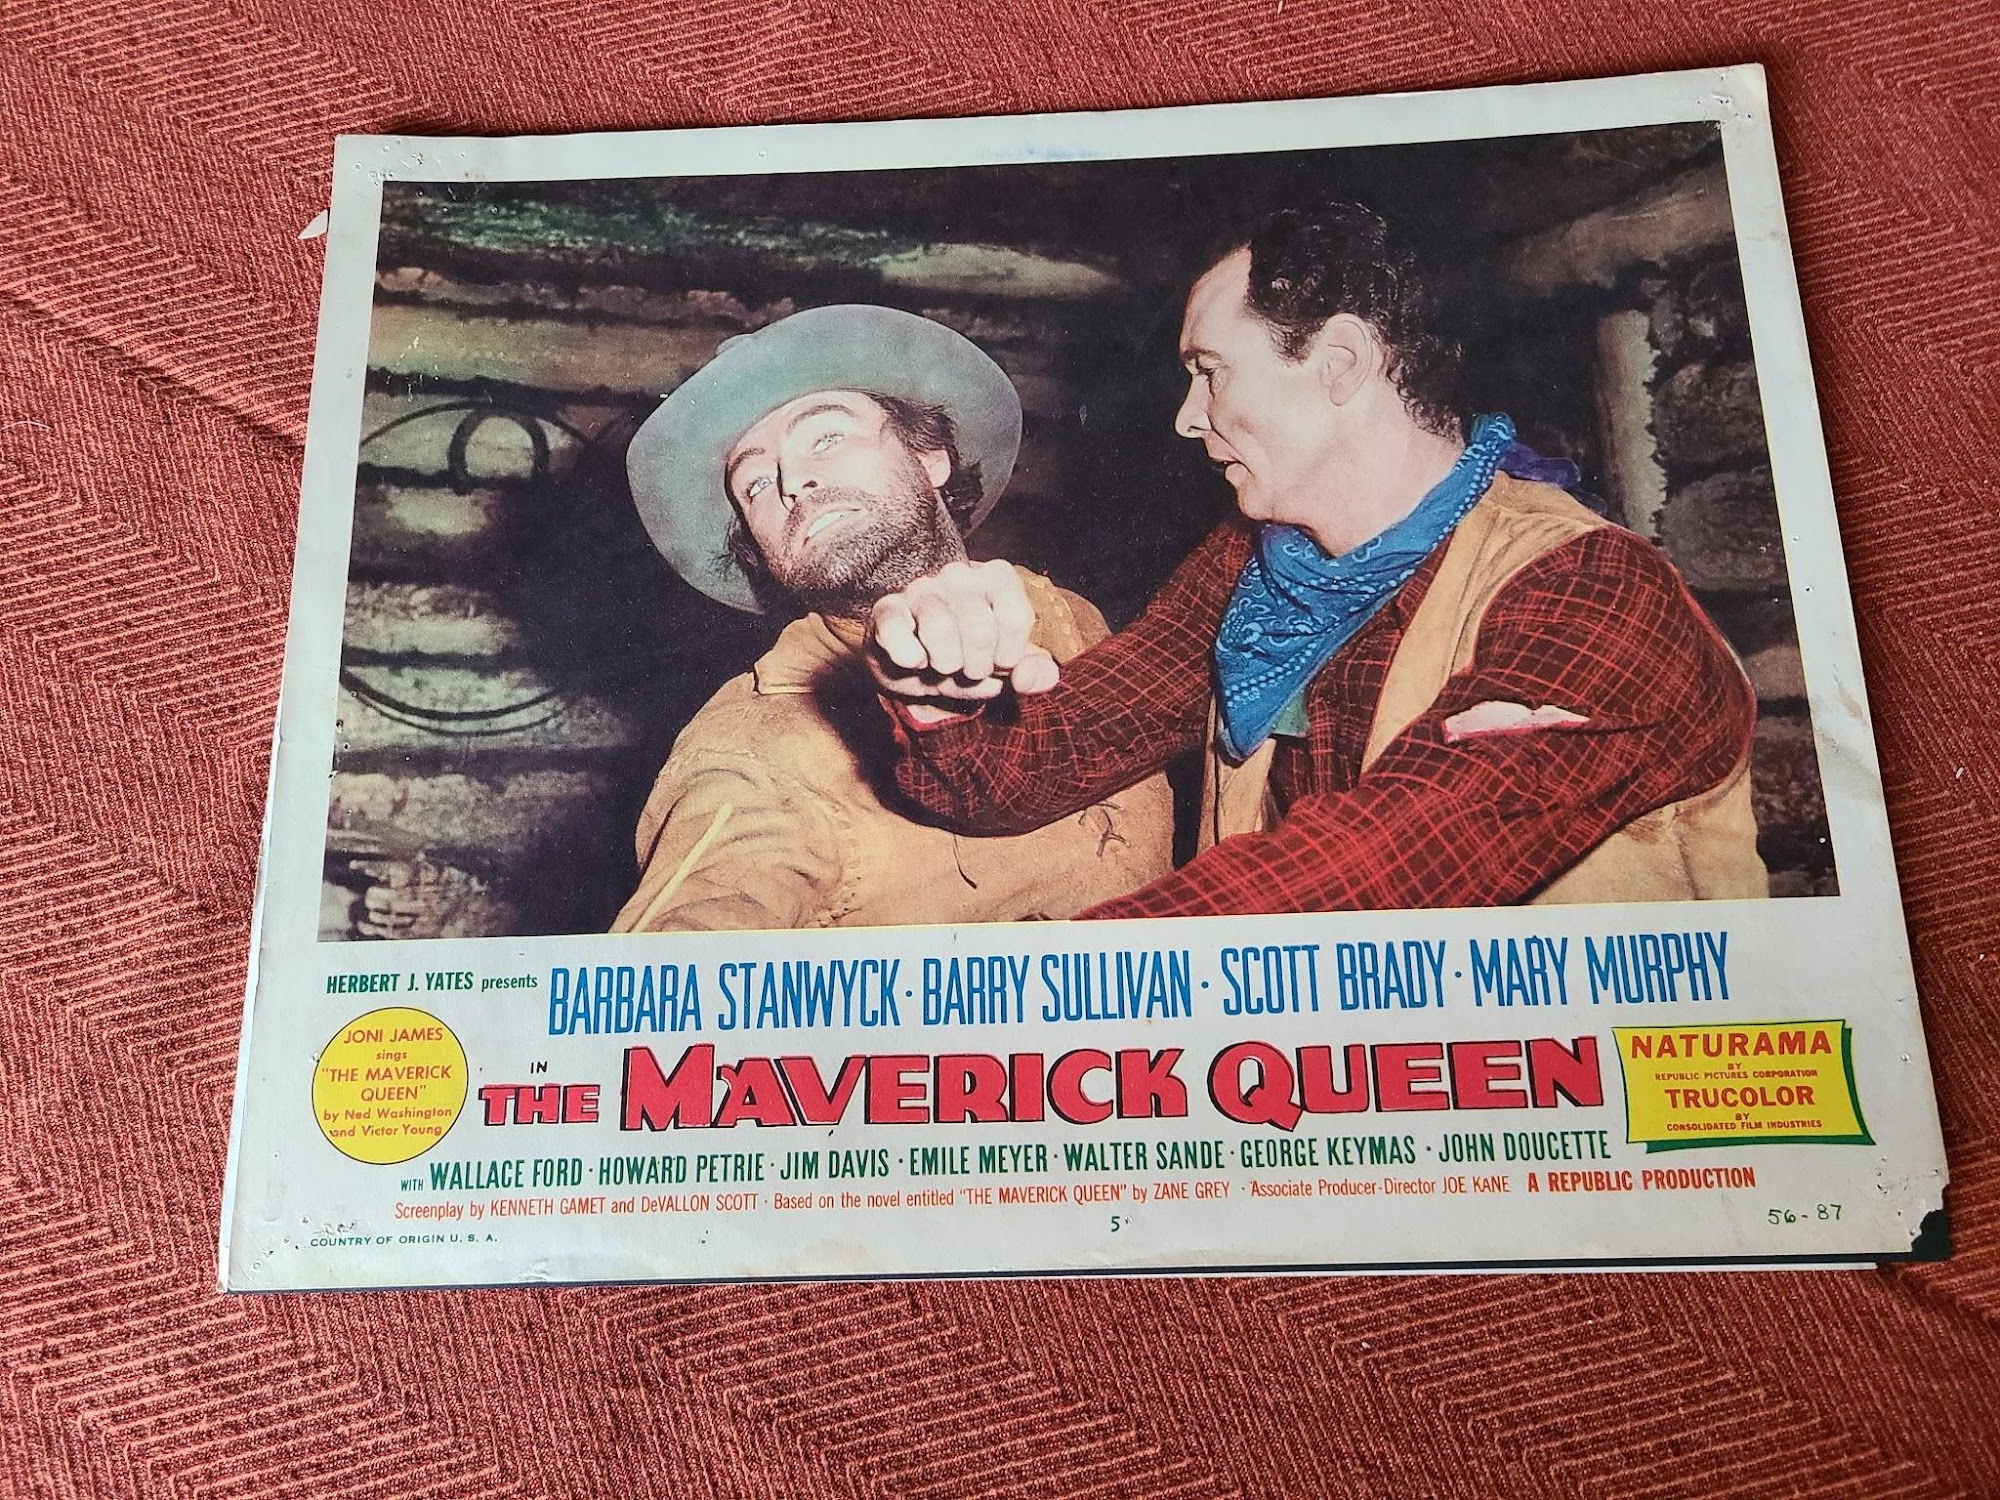 HERBERT J. YATES presents BARBARA STANWYCK · BARRY SULLIVAN · SCOTT BRADY · MARY MURPHY
JONI JAMES
sings
"THE MAVERICK
QUEEN"
by Ned Washington
and Victor Young
IN
THE MAVERICK QUEEN
NATURAMA
BY
REPUBLIC PICTURES CORPORATION
TRUCOLOR
BY
CONSOLIDATED FILM INDUSTRIES
WITH WALLACE FORD · HOWARD PETRIE · JIM DAVIS · EMILE MEYER · WALTER SANDE · GEORGE KEYMAS · JOHN DOUCETTE
Screenplay by KENNETH GAMET and DeVALLON SCOTT · Based on the novel entitled "THE MAVERICK QUEEN" by ZANE GREY · Associate Producer-Director JOE KANE A REPUBLIC PRODUCTION
COUNTRY OF ORIGIN U. S. A.
5
56-87